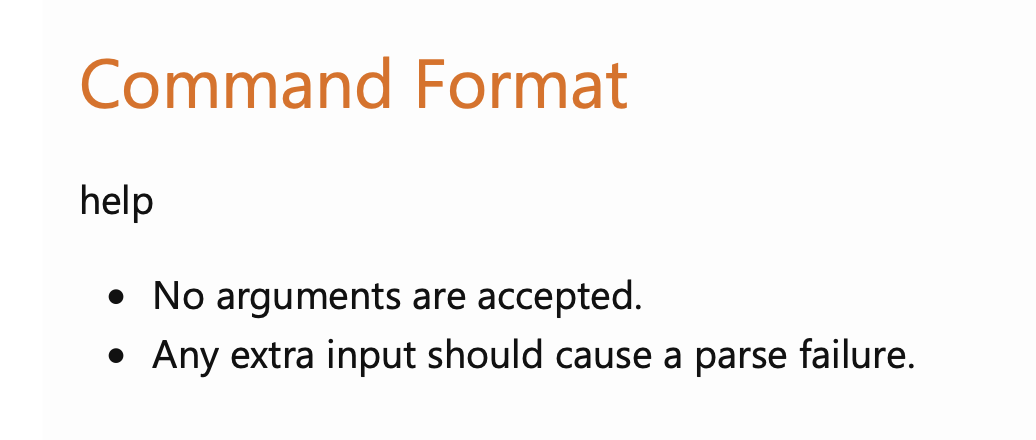 Command Format
help
• No arguments are accepted.
• Any extra input should cause a parse failure.